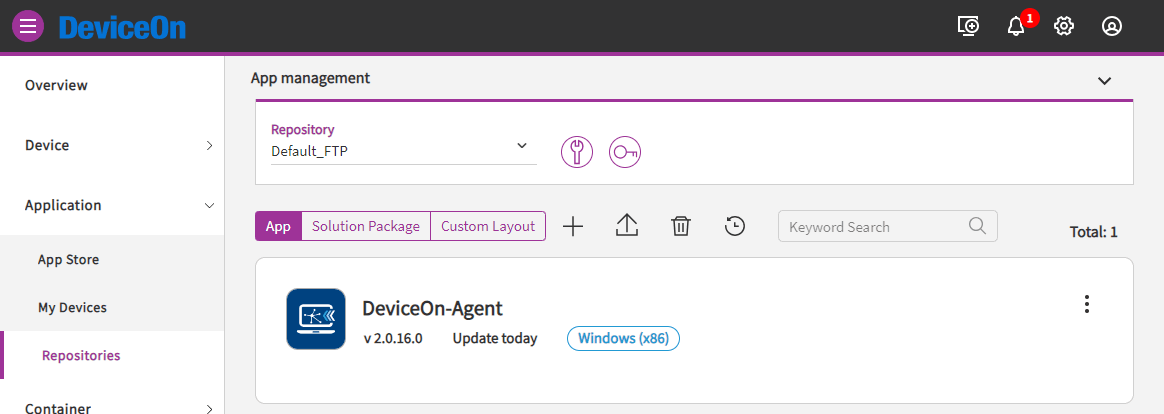 DeviceOn
1
Overview
Device
Application
App Store
My Devices
Repositories
Container
App management
Repository
Default_FTP
App
Solution Package
Custom Layout
Keyword Search
Total: 1
DeviceOn-Agent
v 2.0.16.0 Update today Windows (x86)